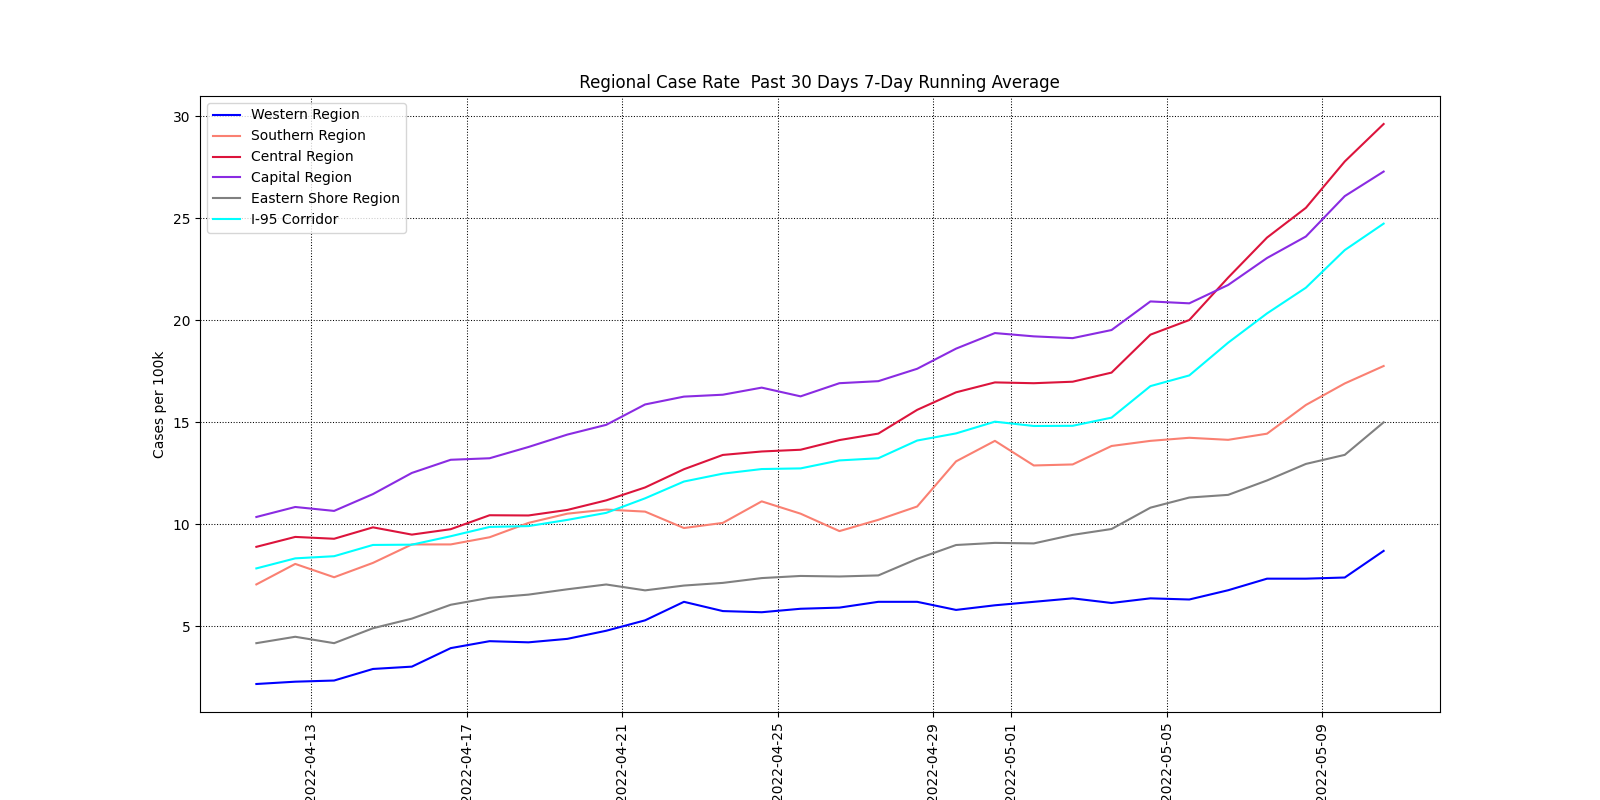 Regional Case Rate  Past 30 Days 7-Day Running Average
Western Region
Southern Region
Central Region
Capital Region
Eastern Shore Region
I-95 Corridor
Cases per 100k
30
25
20
15
10
5
2022-04-13
2022-04-17
2022-04-21
2022-04-25
2022-04-29
2022-05-01
2022-05-05
2022-05-09